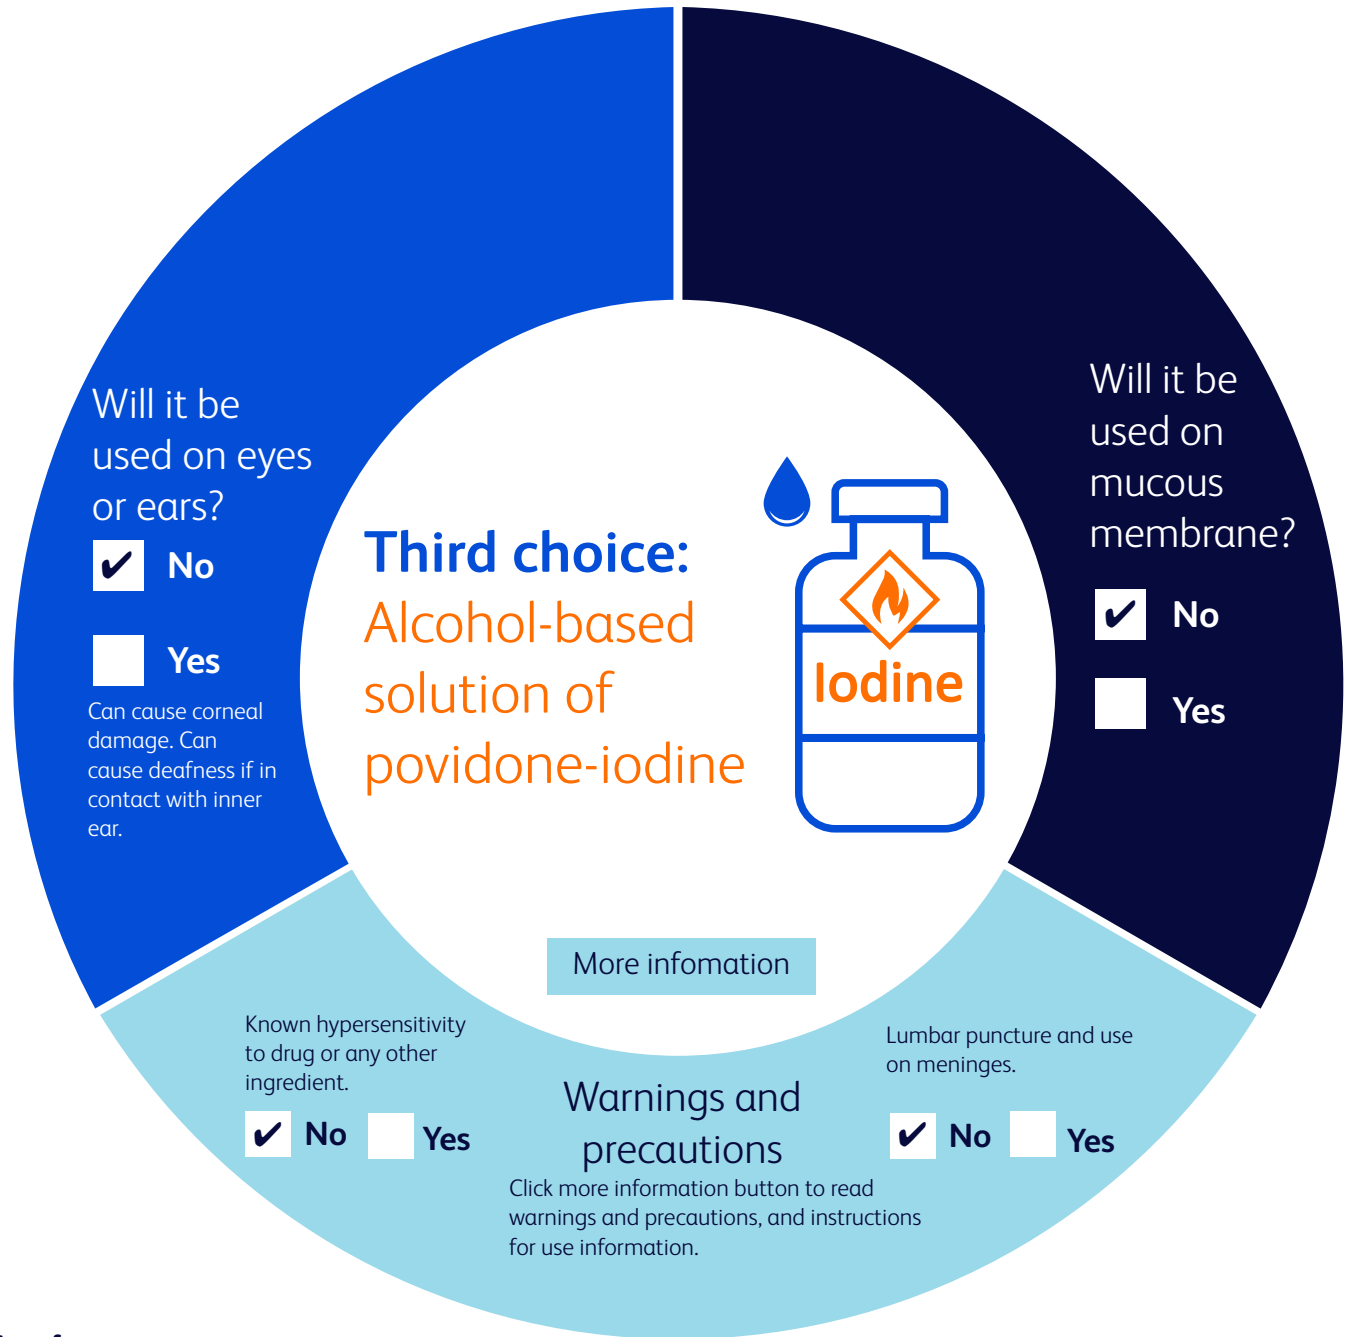 Will it be
used on eyes
or ears?
✔ No
Yes
Can cause corneal
damage. Can
cause deafness if in
contact with inner
ear.
Third choice:
Alcohol-based
solution of
povidone-iodine
Iodine
Will it be
used on
mucous
membrane?
✔ No
Yes
More infomation
Known hypersensitivity
to drug or any other
ingredient.
✔ No Yes
Warnings and
precautions
Click more information button to read
warnings and precautions, and instructions
for use information.
Lumbar puncture and use
on meninges.
✔ No Yes